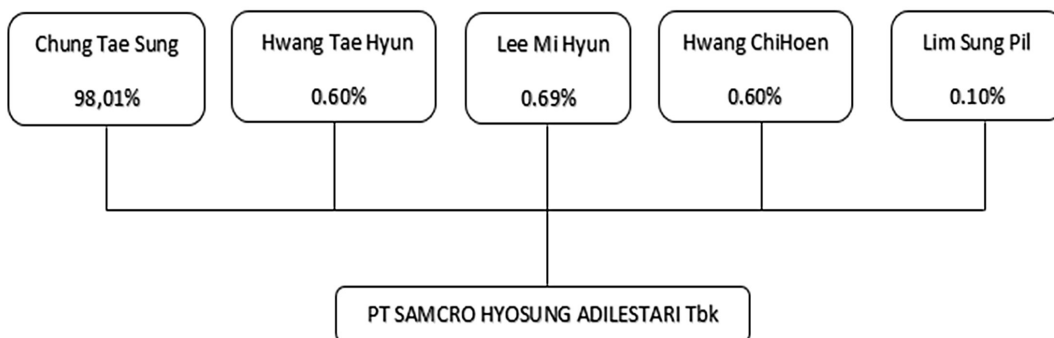 Chung Tae Sung
98,01%
Hwang Tae Hyun
0.60%
Lee Mi Hyun
0.69%
Hwang ChiHoen
0.60%
Lim Sung Pil
0.10%
PT SAMCRO HYOSUNG ADILESTARI Tbk